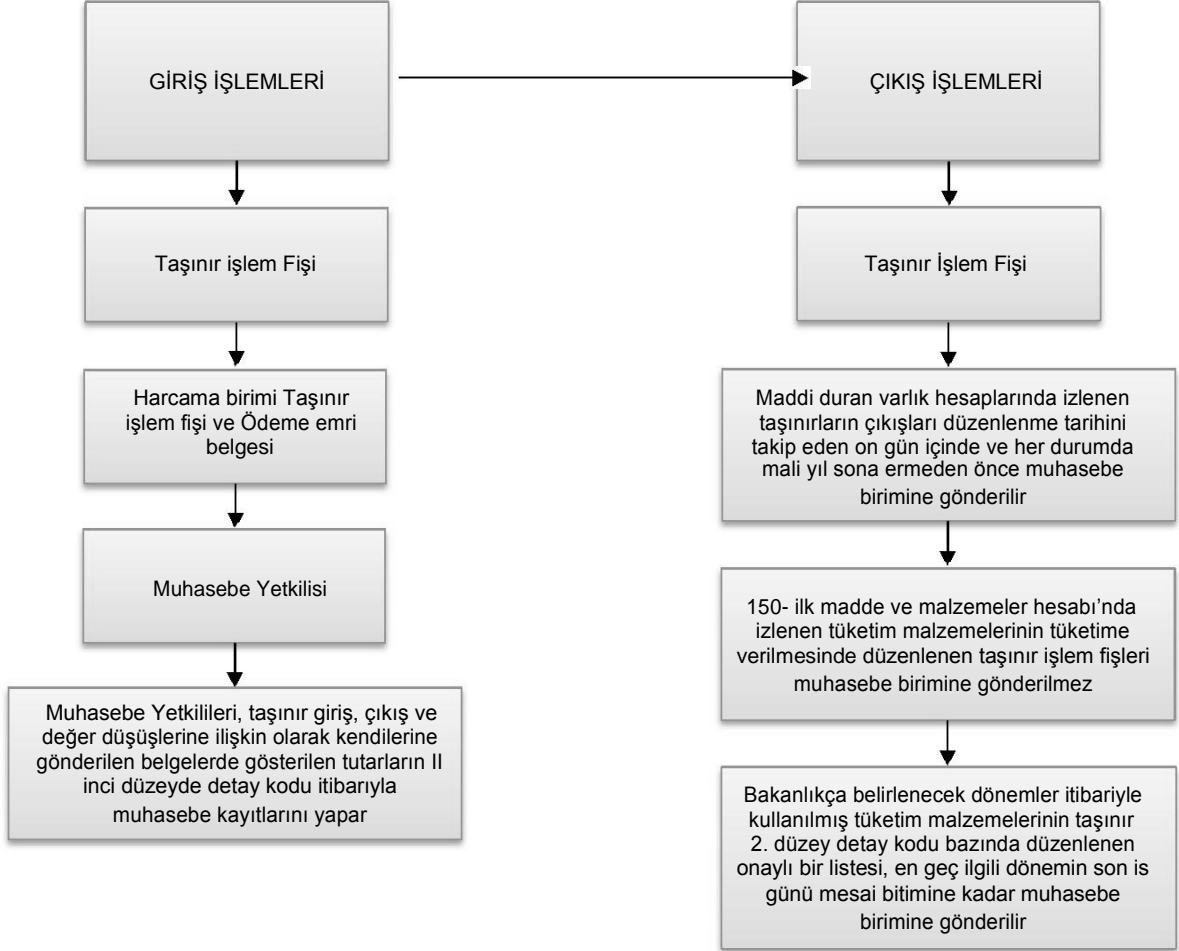 GİRİŞ İŞLEMLERİ
Taşınır işlem Fişi
Harcama birimi Taşınır
işlem fişi ve Ödeme emri
belgesi
Muhasebe Yetkilisi
Muhasebe Yetkilileri, taşınır giriş, çıkış ve
değer düşüşlerine ilişkin olarak kendilerine
gönderilen belgelerde gösterilen tutarların II
inci düzeyde detay kodu itibarıyla
muhasebe kayıtlarını yapar
ÇIKIŞ İŞLEMLERİ
Taşınır İşlem Fişi
Maddi duran varlık hesaplarında izlenen
taşınırların çıkışları düzenlenme tarihini
takip eden on gün içinde ve her durumda
mali yıl sona ermeden önce muhasebe
birimine gönderilir
150- ilk madde ve malzemeler hesabı’nda
izlenen tüketim malzemelerinin tüketime
verilmesinde düzenlenen taşınır işlem fişleri
muhasebe birimine gönderilmez
Bakanlıkça belirlenecek dönemler itibariyle
kullanılmış tüketim malzemelerinin taşınır
2. düzey detay kodu bazında düzenlenen
onaylı bir listesi, en geç ilgili dönemin son is
günü mesai bitimine kadar muhasebe
birimine gönderilir